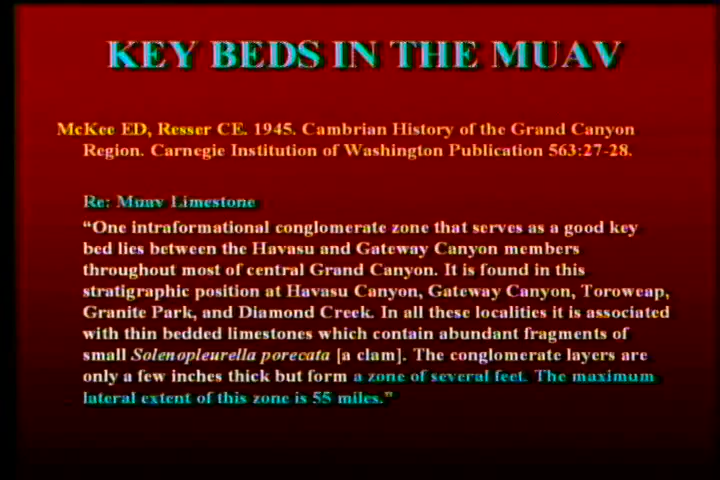 KEY BEDS IN THE MUAV
McKee ED, Resser CE. 1945. Cambrian History of the Grand Canyon
Region. Carnegie Institution of Washington Publication 563:27-28.
Re: Muav Limestone
“One intraformational conglomerate zone that serves as a good key
bed lies between the Havasu and Gateway Canyon members
throughout most of central Grand Canyon. It is found in this
stratigraphic position at Havasu Canyon, Gateway Canyon, Toroweap,
Granite Park, and Diamond Creek. In all these localities it is associated
with thin bedded limestones which contain abundant fragments of
small Solenopleurella porecata [a clam]. The conglomerate layers are
only a few inches thick but form a zone of several feet. The maximum
lateral extent of this zone is 55 miles.”